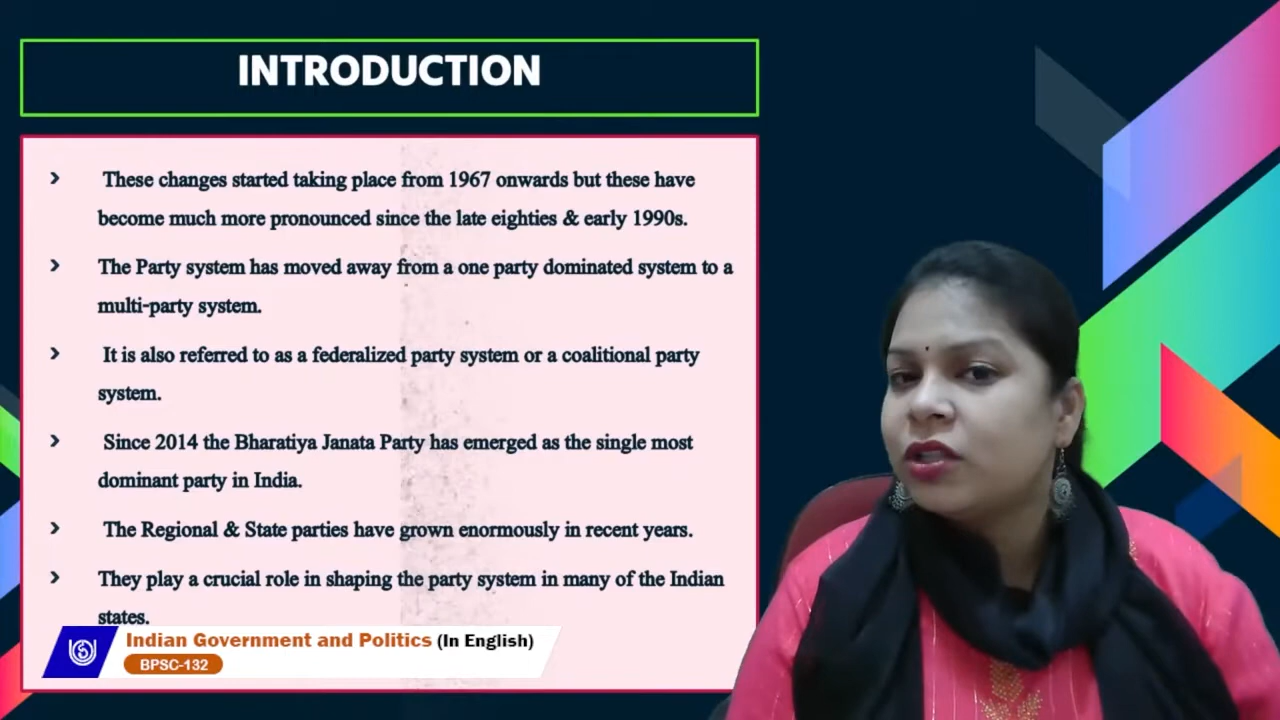 INTRODUCTION
These changes started taking place from 1967 onwards but these have
become much more pronounced since the late eighties & early 1990s.
The Party system has moved away from a one party dominated system to a
multi-party system.
It is also referred to as a federalized party system or a coalitional party
system.
Since 2014 the Bharatiya Janata Party has emerged as the single most
dominant party in India.
The Regional & State parties have grown enormously in recent years.
They play a crucial role in shaping the party system in many of the Indian
states.
Indian Government and Politics (In English)
BPSC-132